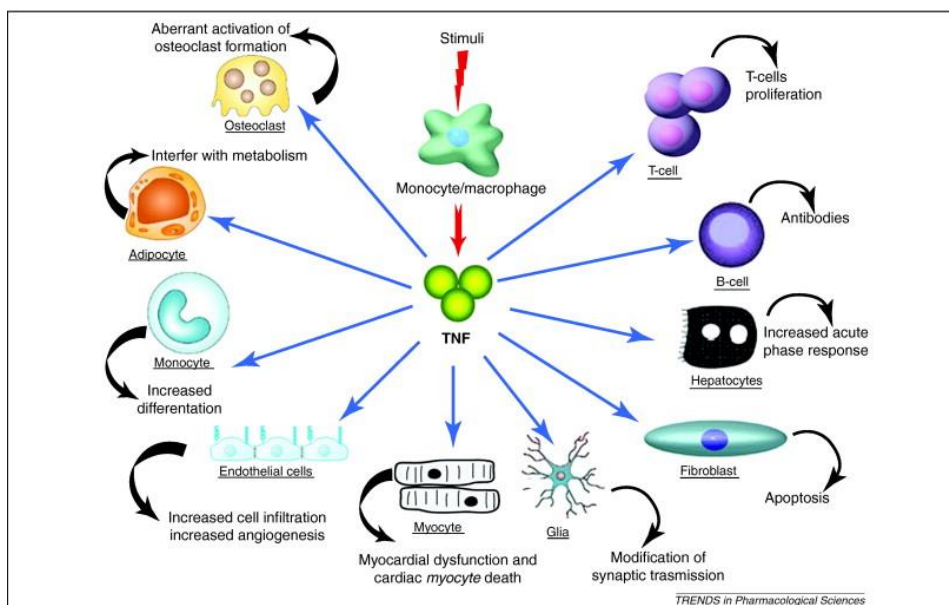 Aberrant activation of
osteoclast formation
Osteoclast
Stimuli
Monocyte/macrophage
T-cells
proliferation
T-cell
Interfer with metabolism
Adipocyte
Antibodies
B-cell
TNF
Monocyte
Increased
differentation
Increased acute
phase response
Hepatocytes
Endothelial cells
Increased cell infiltration
increased angiogenesis
Fibroblast
Apoptosis
Myocyte
Myocardial dysfunction and
cardiac myocyte death
Glia
Modification of
synaptic trasmission
TRENDS in Pharmacological Sciences